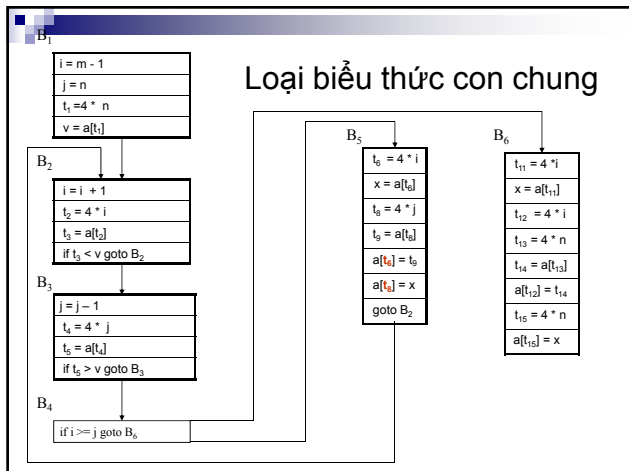 B₁
i = m - 1
j = n
t₁ =4 * n
v = a[t₁]
Loại biểu thức con chung
B₂
i = i + 1
t₂ = 4 * i
t₃ = a[t₂]
if t₃ < v goto B₂
B₃
j = j – 1
t₄ = 4 * j
t₅ = a[t₄]
if t₅ > v goto B₃
B₄
if i >= j goto B₆
B₅
t₆ = 4 * i
x = a[t₆]
t₈ = 4 * j
t₉ = a[t₈]
a[t₆] = t₉
a[t₈] = x
goto B₂
B₆
t₁₁ = 4 *i
x = a[t₁₁]
t₁₂ = 4 * i
t₁₃ = 4 * n
t₁₄ = a[t₁₃]
a[t₁₂] = t₁₄
t₁₅ = 4 * n
a[t₁₅] = x